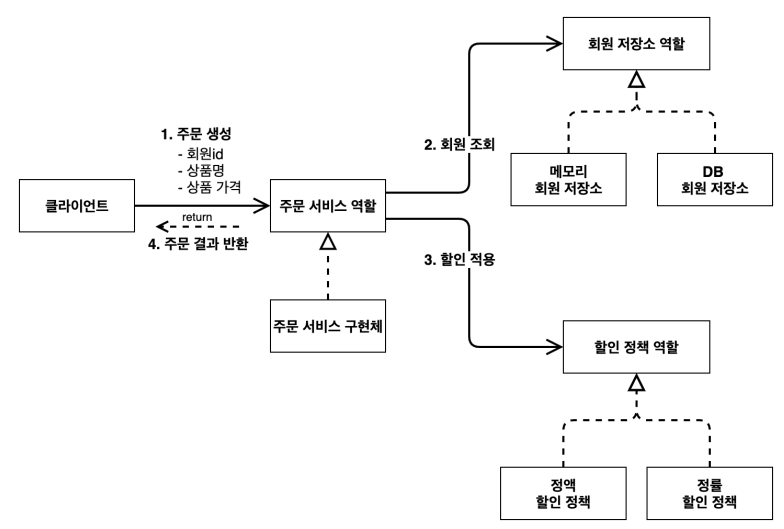 회원 저장소 역할
1. 주문 생성
- 회원id
- 상품명
- 상품 가격
2. 회원 조회
메모리
회원 저장소
DB
회원 저장소
클라이언트
주문 서비스 역할
return
4. 주문 결과 반환
3. 할인 적용
주문 서비스 구현체
할인 정책 역할
정액
할인 정책
정률
할인 정책